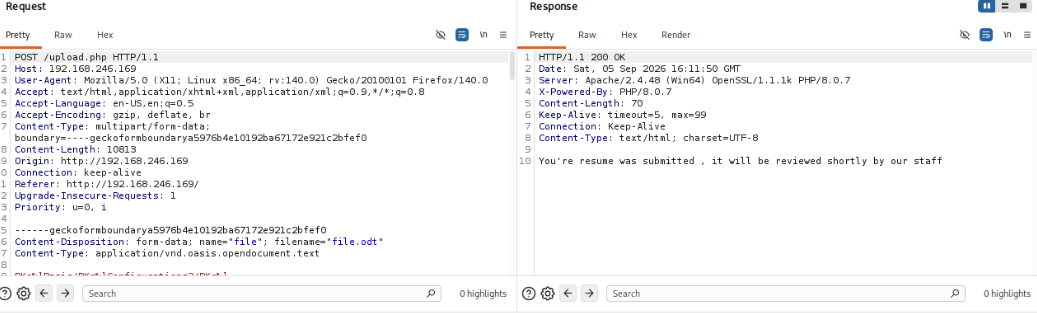 Request
Pretty Raw Hex
\n
1 POST /upload.php HTTP/1.1
2 Host: 192.168.246.169
3 User-Agent: Mozilla/5.0 (X11; Linux x86_64; rv:140.0) Gecko/20100101 Firefox/140.0
4 Accept: text/html,application/xhtml+xml,application/xml;q=0.9,*/*;q=0.8
5 Accept-Language: en-US,en;q=0.5
6 Accept-Encoding: gzip, deflate, br
7 Content-Type: multipart/form-data;
boundary=----geckoformboundarya5976b4e10192ba67172e921c2bfef0
8 Content-Length: 10813
9 Origin: http://192.168.246.169
0 Connection: keep-alive
1 Referer: http://192.168.246.169/
2 Upgrade-Insecure-Requests: 1
3 Priority: u=0, i
4
5 ------geckoformboundarya5976b4e10192ba67172e921c2bfef0
6 Content-Disposition: form-data; name="file"; filename="file.odt"
7 Content-Type: application/vnd.oasis.opendocument.text
8
Search
0 highlights
Response
Pretty Raw Hex Render
\n
1 HTTP/1.1 200 OK
2 Date: Sat, 05 Sep 2026 16:11:50 GMT
3 Server: Apache/2.4.48 (Win64) OpenSSL/1.1.1k PHP/8.0.7
4 X-Powered-By: PHP/8.0.7
5 Content-Length: 70
6 Keep-Alive: timeout=5, max=99
7 Connection: Keep-Alive
8 Content-Type: text/html; charset=UTF-8
9
10 You're resume was submitted , it will be reviewed shortly by our staff
Search
0 highlights